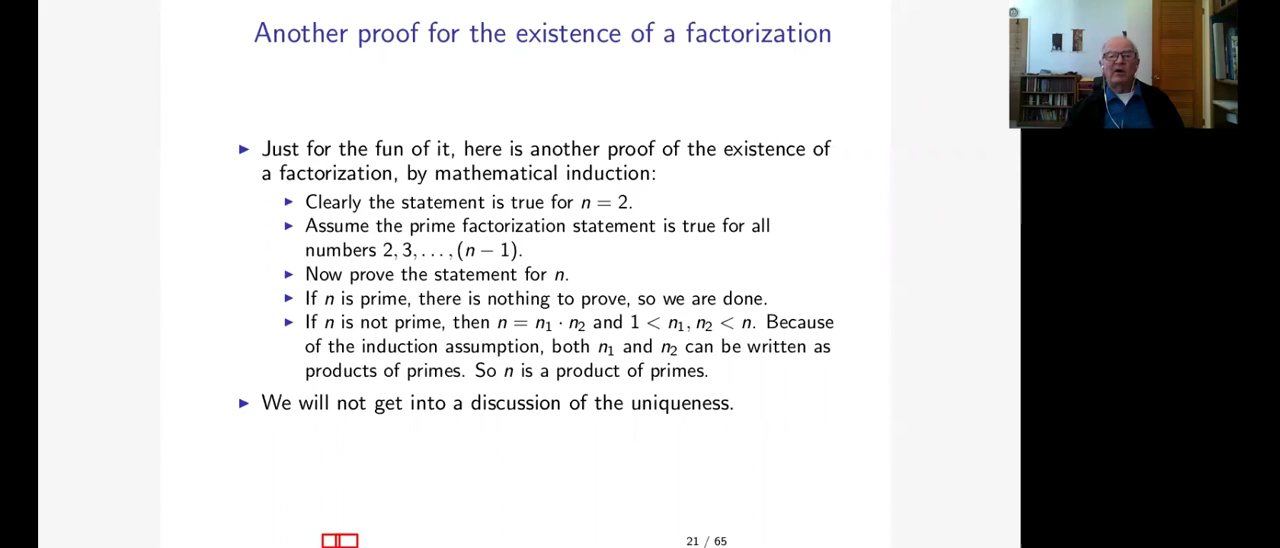 Another proof for the existence of a factorization
▶ Just for the fun of it, here is another proof of the existence of
a factorization, by mathematical induction:
▶ Clearly the statement is true for n = 2.
▶ Assume the prime factorization statement is true for all
numbers 2, 3, . . . , (n − 1).
▶ Now prove the statement for n.
▶ If n is prime, there is nothing to prove, so we are done.
▶ If n is not prime, then n = n₁ · n₂ and 1 < n₁, n₂ < n. Because
of the induction assumption, both n₁ and n₂ can be written as
products of primes. So n is a product of primes.
▶ We will not get into a discussion of the uniqueness.
21 / 65